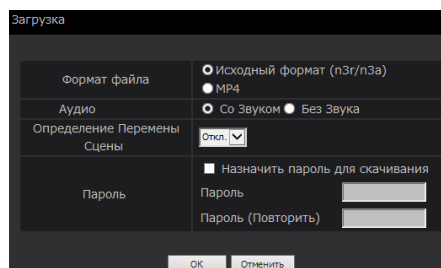 Загрузка
Формат файла
Исходный формат (n3r/n3a)
MP4
Аудио
Со Звуком Без Звука
Определение Перемены
Сцены
Откл.
Пароль
Назначить пароль для скачивания
Пароль
Пароль (Повторить)
OK Отменить